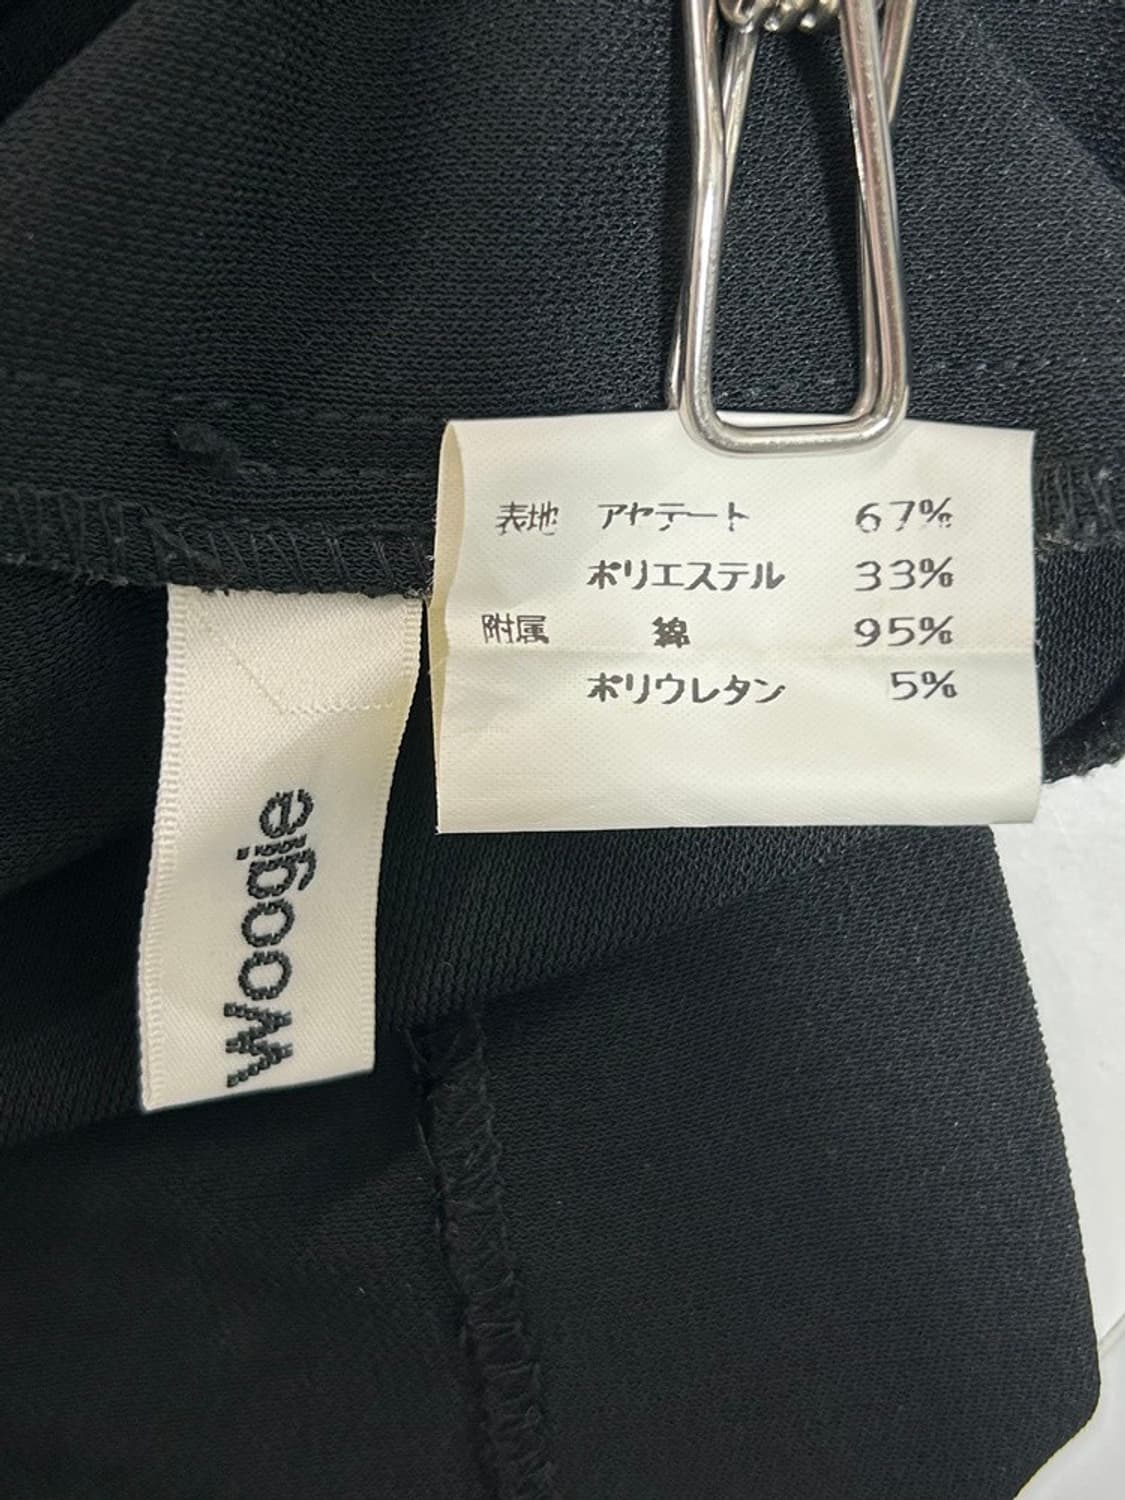 表地 アセテート 67%
ポリエステル 33%
附属 綿 95%
ポリウレタン 5%
Woogie